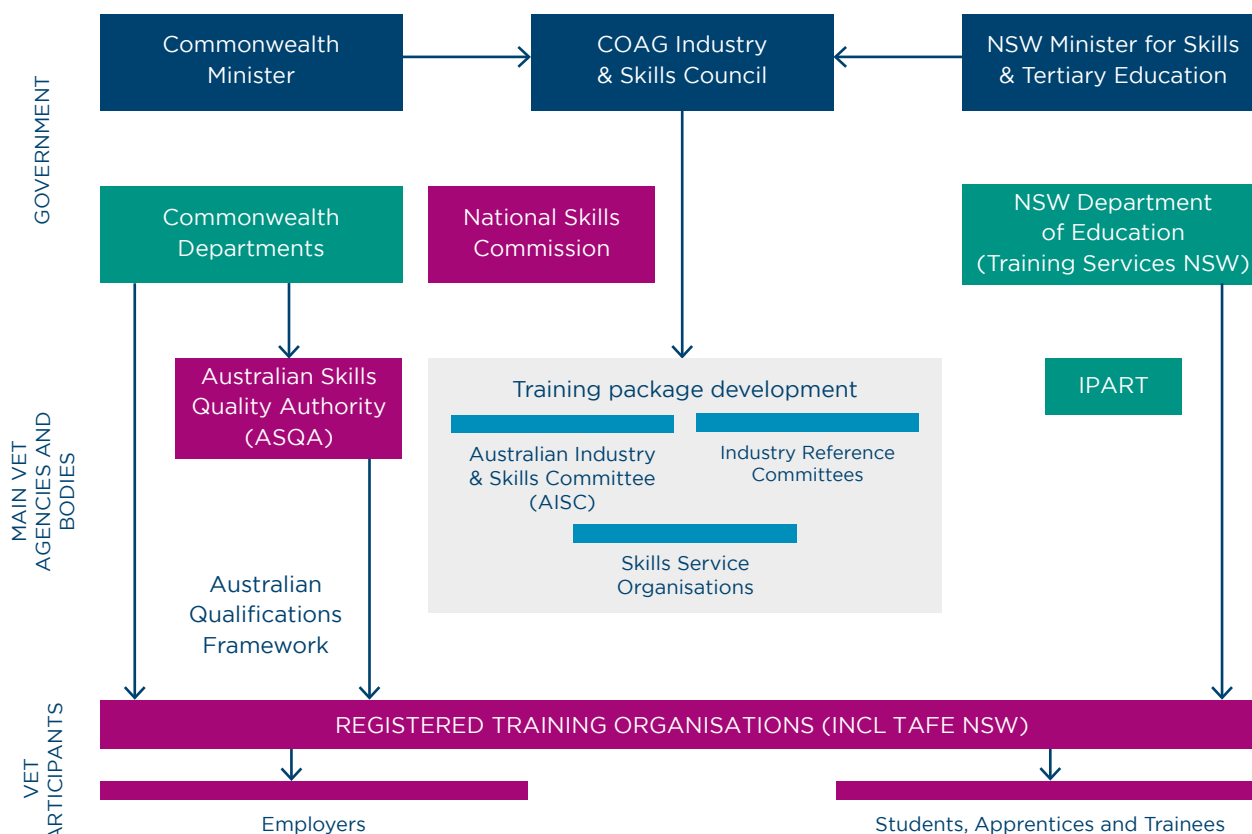 GOVERNMENT
Commonwealth
Minister
COAG Industry
& Skills Council
NSW Minister for Skills
& Tertiary Education
Commonwealth
Departments
National Skills
Commission
NSW Department
of Education
(Training Services NSW)
MAIN VET
AGENCIES AND
BODIES
Australian Skills
Quality Authority
(ASQA)
Training package development
Australian Industry
& Skills Committee
(AISC)
Industry Reference
Committees
Skills Service
Organisations
IPART
Australian
Qualifications
Framework
VET
ARTICIPANTS
REGISTERED TRAINING ORGANISATIONS (INCL TAFE NSW)
Employers
Students, Apprentices and Trainees